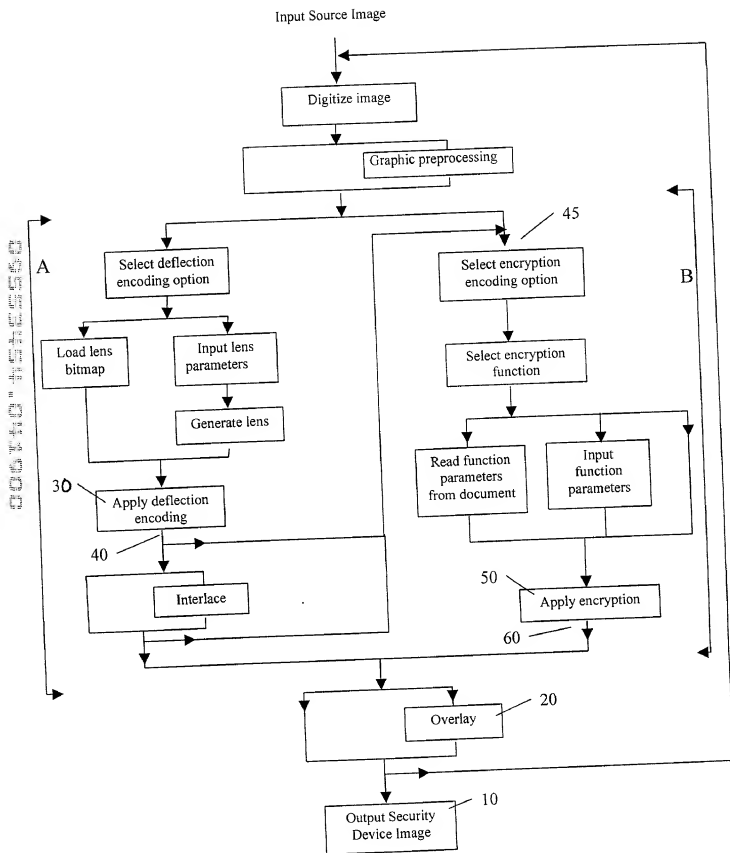 Input Source Image
Digitize image
Graphic preprocessing
45
A
Select deflection
encoding option
Select encryption
encoding option
B
Load lens
bitmap
Input lens
parameters
Select encryption
function
Generate lens
Read function
parameters
from document
Input
function
parameters
30
Apply deflection
encoding
40
Interlace
50
Apply encryption
60
20
Overlay
10
Output Security
Device Image